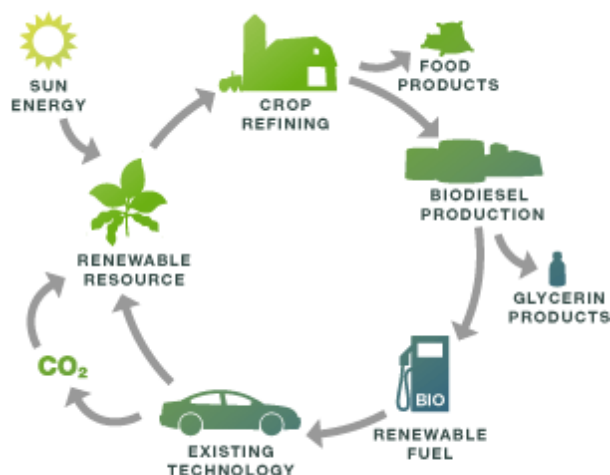 SUN
ENERGY
CROP
REFINING
FOOD
PRODUCTS
BIODIESEL
PRODUCTION
GLYCERIN
PRODUCTS
BIO
RENEWABLE
FUEL
EXISTING
TECHNOLOGY
CO₂
RENEWABLE
RESOURCE